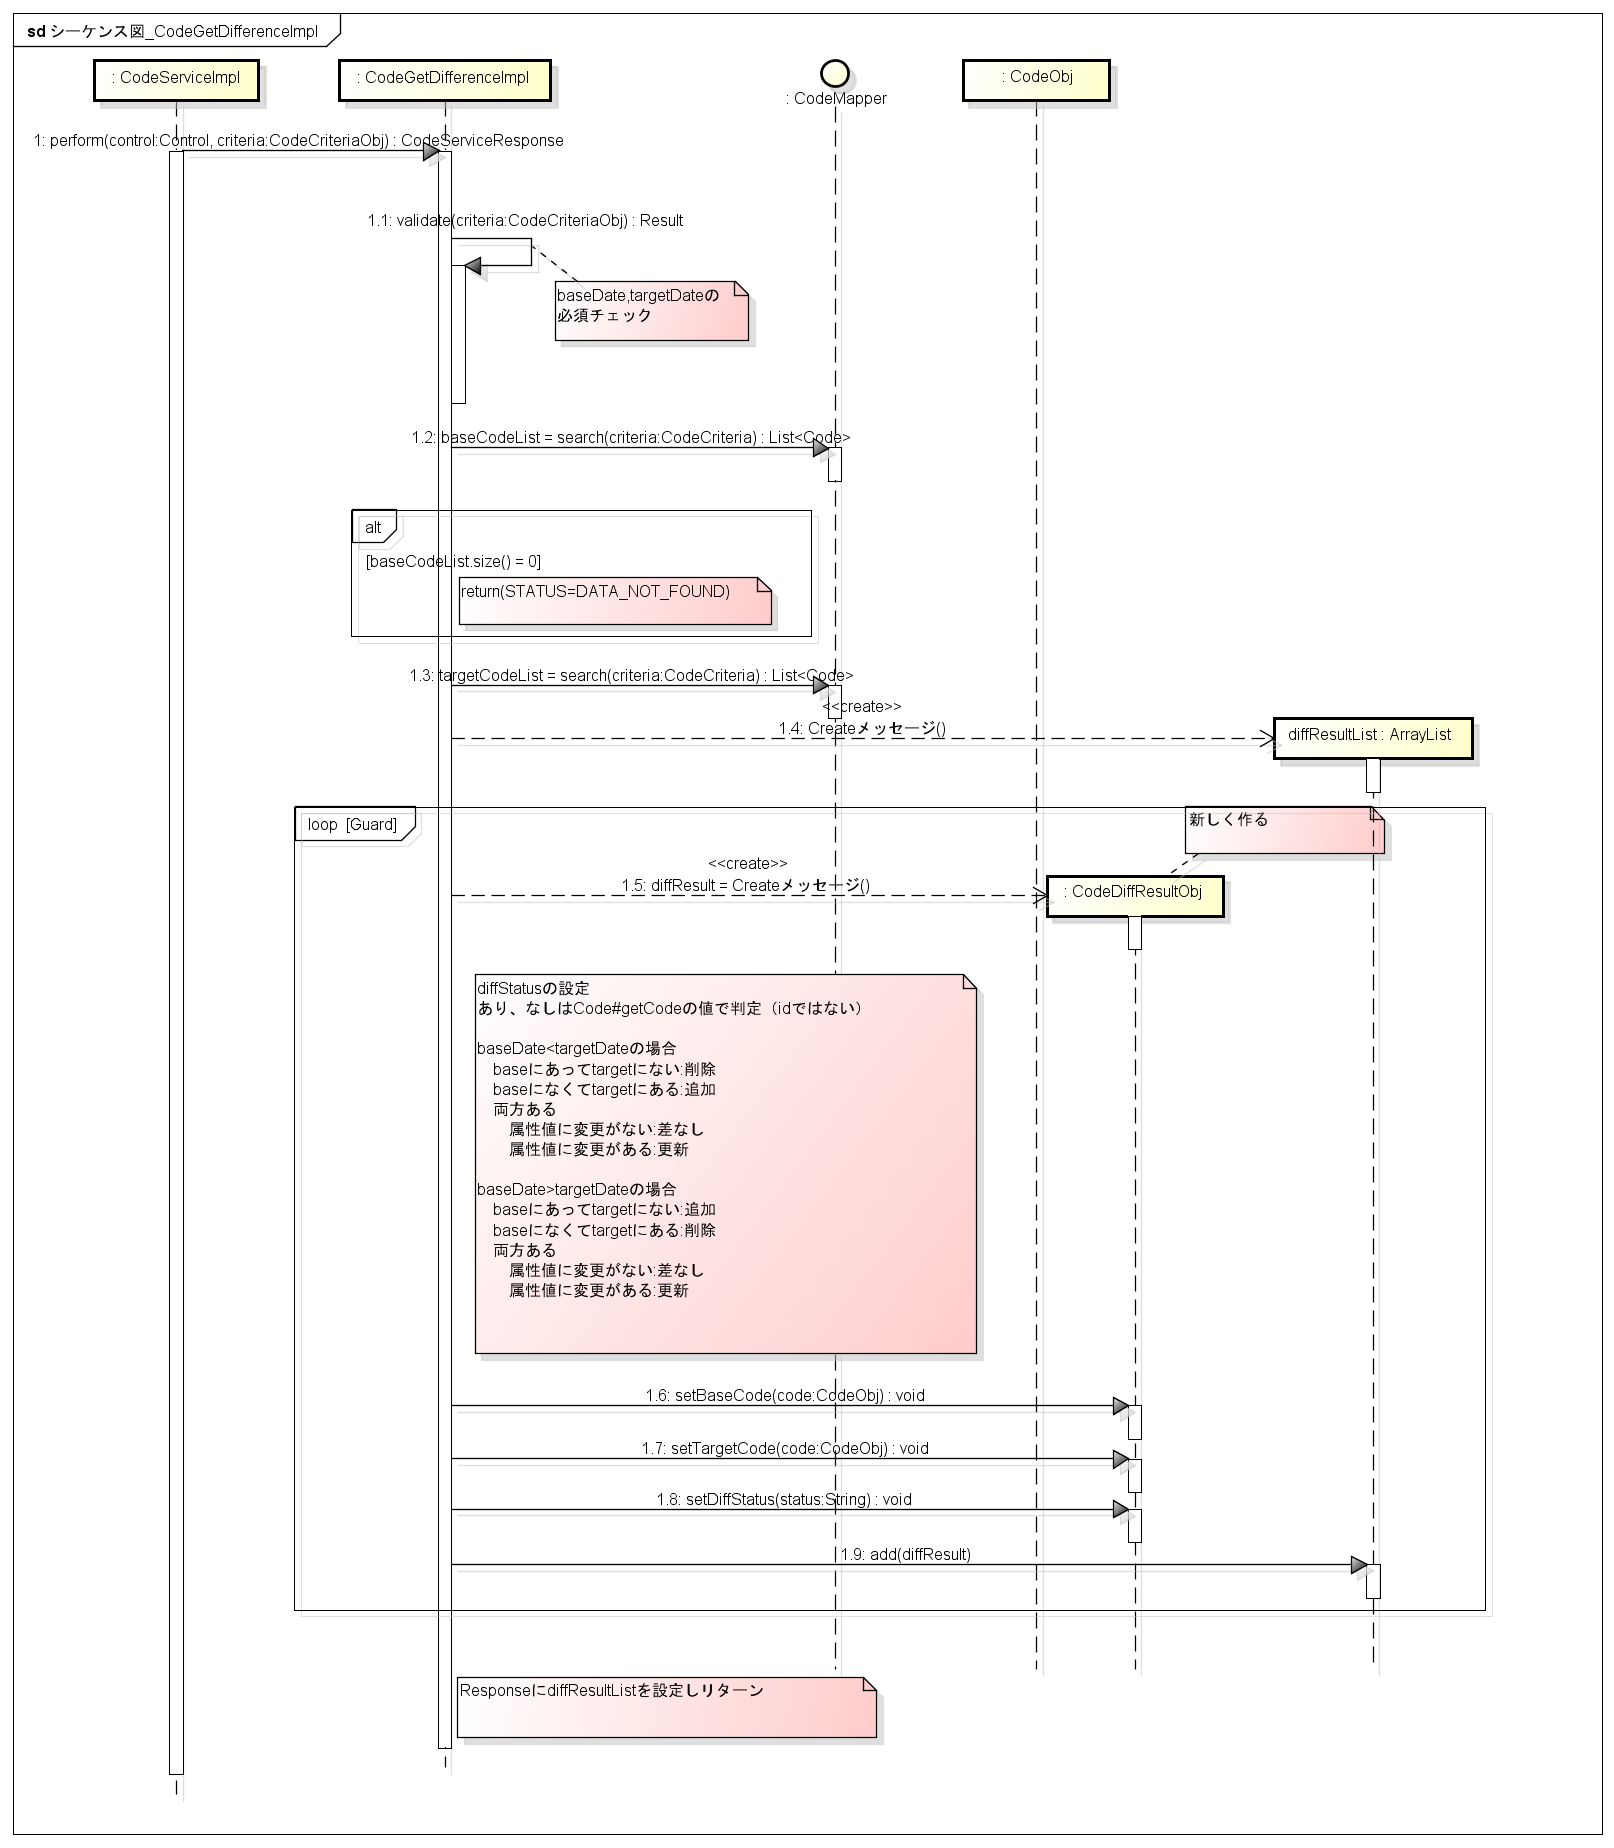 sd シーケンス図_CodeGetDifferenceImpl
: CodeServiceImpl
: CodeGetDifferenceImpl
: CodeMapper
: CodeObj
1: perform(control:Control, criteria:CodeCriteriaObj) : CodeServiceResponse
1.1: validate(criteria:CodeCriteriaObj) : Result
baseDate,targetDateの
必須チェック
1.2: baseCodeList = search(criteria:CodeCriteria) : List<Code>
alt
[baseCodeList.size() = 0]
return(STATUS=DATA_NOT_FOUND)
1.3: targetCodeList = search(criteria:CodeCriteria) : List<Code>
<<create>>
1.4: Createメッセージ()
diffResultList : ArrayList
loop [Guard]
新しく作る
<<create>>
1.5: diffResult = Createメッセージ()
: CodeDiffResultObj
diffStatusの設定
あり、なしはCode#getCodeの値で判定（idではない）
baseDate<targetDateの場合
baseにあってtargetにない:削除
baseになくてtargetにある:追加
両方ある
属性値に変更がない:差なし
属性値に変更がある:更新
baseDate>targetDateの場合
baseにあってtargetにない:追加
baseになくてtargetにある:削除
両方ある
属性値に変更がない:差なし
属性値に変更がある:更新
1.6: setBaseCode(code:CodeObj) : void
1.7: setTargetCode(code:CodeObj) : void
1.8: setDiffStatus(status:String) : void
1.9: add(diffResult)
ResponseにdiffResultListを設定しリターン